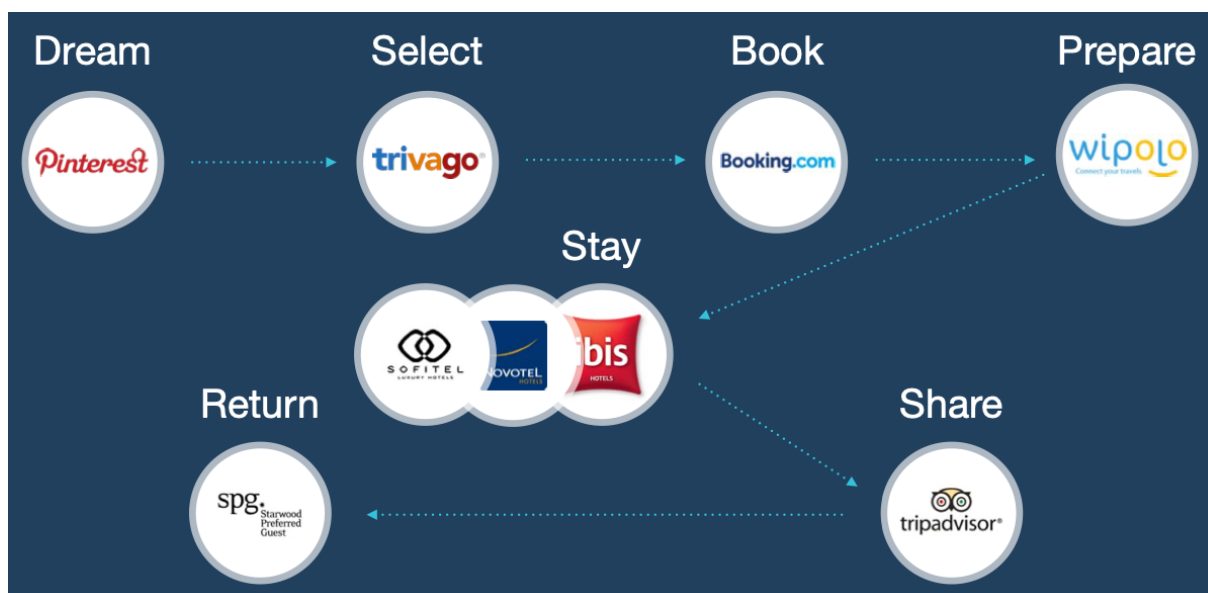 Dream
Select
Book
Prepare
Pinterest
trivago®
Booking.com
wipolo
Connect your travels
Stay
SOFITEL
LUXURY HOTELS
NOVOTEL
HOTELS
ibis
HOTELS
Return
Share
spg.
Starwood
Preferred
Guest
tripadvisor®